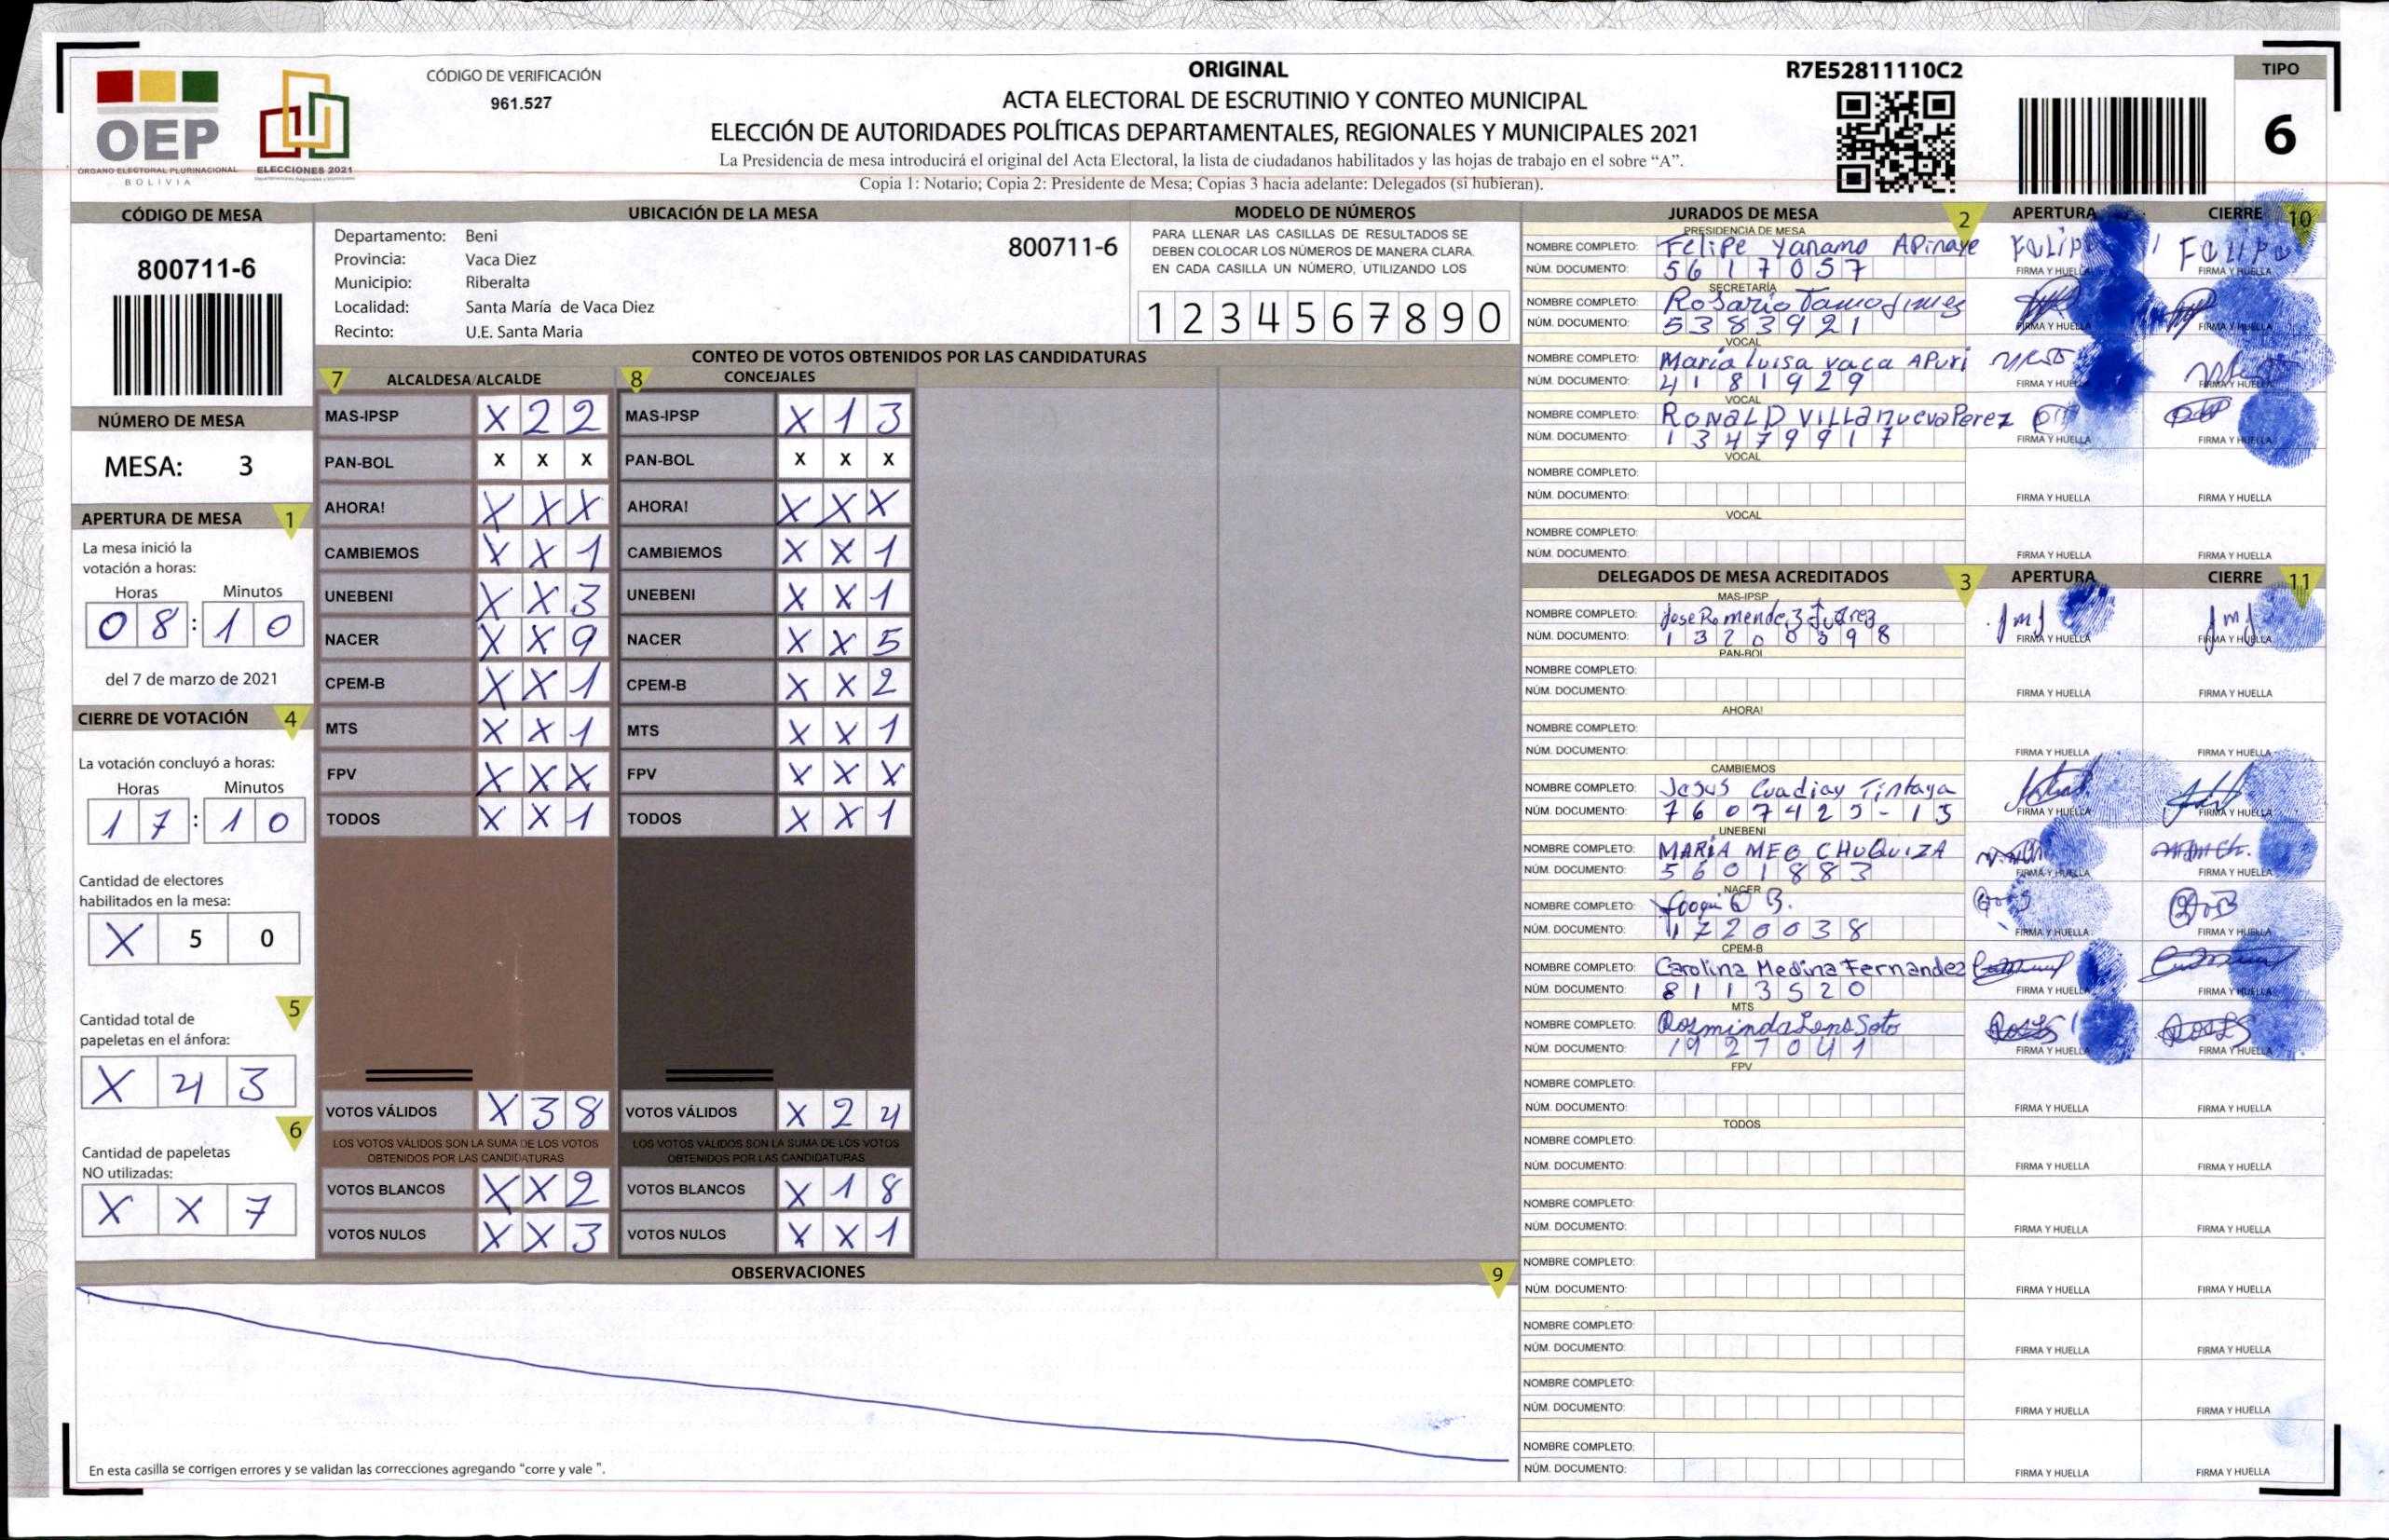 OEP
ÓRGANO ELECTORAL PLURINACIONAL
BOLIVIA
ELECCIONES 2021
CÓDIGO DE VERIFICACIÓN
961.527
ORIGINAL
ACTA ELECTORAL DE ESCRUTINIO Y CONTEO MUNICIPAL
ELECCIÓN DE AUTORIDADES POLÍTICAS DEPARTAMENTALES, REGIONALES Y MUNICIPALES 2021
La Presidencia de mesa introducirá el original del Acta Electoral, la lista de ciudadanos habilitados y las hojas de trabajo en el sobre “A”.
Copia 1: Notario; Copia 2: Presidente de Mesa; Copias 3 hacia adelante: Delegados (si hubieran).
R7E52811110C2
TIPO
6
CÓDIGO DE MESA
800711-6
NÚMERO DE MESA
MESA: 3
APERTURA DE MESA 1
La mesa inició la
votación a horas:
Horas Minutos
0 8 : 1 0
del 7 de marzo de 2021
CIERRE DE VOTACIÓN 4
La votación concluyó a horas:
Horas Minutos
1 7 : 1 0
Cantidad de electores
habilitados en la mesa:
X 5 0
5
Cantidad total de
papeletas en el ánfora:
X 4 3
6
Cantidad de papeletas
NO utilizadas:
X X 7
UBICACIÓN DE LA MESA
Departamento: Beni
Provincia: Vaca Diez
Municipio: Riberalta
Localidad: Santa María de Vaca Diez
Recinto: U.E. Santa Maria
800711-6
MODELO DE NÚMEROS
PARA LLENAR LAS CASILLAS DE RESULTADOS SE
DEBEN COLOCAR LOS NÚMEROS DE MANERA CLARA.
EN CADA CASILLA UN NÚMERO, UTILIZANDO LOS
1 2 3 4 5 6 7 8 9 0
CONTEO DE VOTOS OBTENIDOS POR LAS CANDIDATURAS
7 ALCALDESA/ALCALDE 8 CONCEJALES
MAS-IPSP X 2 2 MAS-IPSP X 1 3
PAN-BOL X X X PAN-BOL X X X
AHORA! X X X AHORA! X X X
CAMBIEMOS X X 1 CAMBIEMOS X X 1
UNEBENI X X 3 UNEBENI X X 1
NACER X X 9 NACER X X 5
CPEM-B X X 1 CPEM-B X X 2
MTS X X 1 MTS X X 1
FPV X X X FPV X X X
TODOS X X 1 TODOS X X 1
VOTOS VÁLIDOS X 3 8 VOTOS VÁLIDOS X 2 4
LOS VOTOS VÁLIDOS SON LA SUMA DE LOS VOTOS LOS VOTOS VÁLIDOS SON LA SUMA DE LOS VOTOS
OBTENIDOS POR LAS CANDIDATURAS OBTENIDOS POR LAS CANDIDATURAS
VOTOS BLANCOS X X 2 VOTOS BLANCOS X 1 8
VOTOS NULOS X X 3 VOTOS NULOS X X 1
OBSERVACIONES 9
En esta casilla se corrigen errores y se validan las correcciones agregando “corre y vale ”.
JURADOS DE MESA 2 APERTURA CIERRE 10
PRESIDENCIA DE MESA
NOMBRE COMPLETO: Felipe Yanamo APinaye
NÚM. DOCUMENTO: 5617057 FIRMA Y HUELLA FIRMA Y HUELLA
SECRETARÍA
NOMBRE COMPLETO: Rosario
NÚM. DOCUMENTO: 5383921 FIRMA Y HUELLA FIRMA Y HUELLA
VOCAL
NOMBRE COMPLETO: María Luisa vaca APuri
NÚM. DOCUMENTO: 4181929 FIRMA Y HUELLA FIRMA Y HUELLA
VOCAL
NOMBRE COMPLETO: RONALD VILLanueva Perez
NÚM. DOCUMENTO: 13479917 FIRMA Y HUELLA FIRMA Y HUELLA
VOCAL
NOMBRE COMPLETO:
NÚM. DOCUMENTO: FIRMA Y HUELLA FIRMA Y HUELLA
VOCAL
NOMBRE COMPLETO:
NÚM. DOCUMENTO: FIRMA Y HUELLA FIRMA Y HUELLA
DELEGADOS DE MESA ACREDITADOS 3 APERTURA CIERRE 11
MAS-IPSP
NOMBRE COMPLETO: Jose Ro mendez
NÚM. DOCUMENTO: FIRMA Y HUELLA FIRMA Y HUELLA
PAN-BOL
NOMBRE COMPLETO:
NÚM. DOCUMENTO: FIRMA Y HUELLA FIRMA Y HUELLA
AHORA!
NOMBRE COMPLETO:
NÚM. DOCUMENTO: FIRMA Y HUELLA FIRMA Y HUELLA
CAMBIEMOS
NOMBRE COMPLETO: Jesus Cuadiay Tintaya
NÚM. DOCUMENTO: FIRMA Y HUELLA FIRMA Y HUELLA
UNEBENI
NOMBRE COMPLETO: MARÍA MEO CHUQUIZA
NÚM. DOCUMENTO: 5601883 FIRMA Y HUELLA FIRMA Y HUELLA
NACER
NOMBRE COMPLETO: B.
NÚM. DOCUMENTO: 1720038 FIRMA Y HUELLA FIRMA Y HUELLA
CPEM-B
NOMBRE COMPLETO: Carolina Medina Fernandez
NÚM. DOCUMENTO: 8113520 FIRMA Y HUELLA FIRMA Y HUELLA
MTS
NOMBRE COMPLETO: Rosminda Lens Soto
NÚM. DOCUMENTO: 1927041 FIRMA Y HUELLA FIRMA Y HUELLA
FPV
NOMBRE COMPLETO:
NÚM. DOCUMENTO: FIRMA Y HUELLA FIRMA Y HUELLA
TODOS
NOMBRE COMPLETO:
NÚM. DOCUMENTO: FIRMA Y HUELLA FIRMA Y HUELLA
NOMBRE COMPLETO:
NÚM. DOCUMENTO: FIRMA Y HUELLA FIRMA Y HUELLA
NOMBRE COMPLETO:
NÚM. DOCUMENTO: FIRMA Y HUELLA FIRMA Y HUELLA
NOMBRE COMPLETO:
NÚM. DOCUMENTO: FIRMA Y HUELLA FIRMA Y HUELLA
NOMBRE COMPLETO:
NÚM. DOCUMENTO: FIRMA Y HUELLA FIRMA Y HUELLA
NOMBRE COMPLETO:
NÚM. DOCUMENTO: FIRMA Y HUELLA FIRMA Y HUELLA